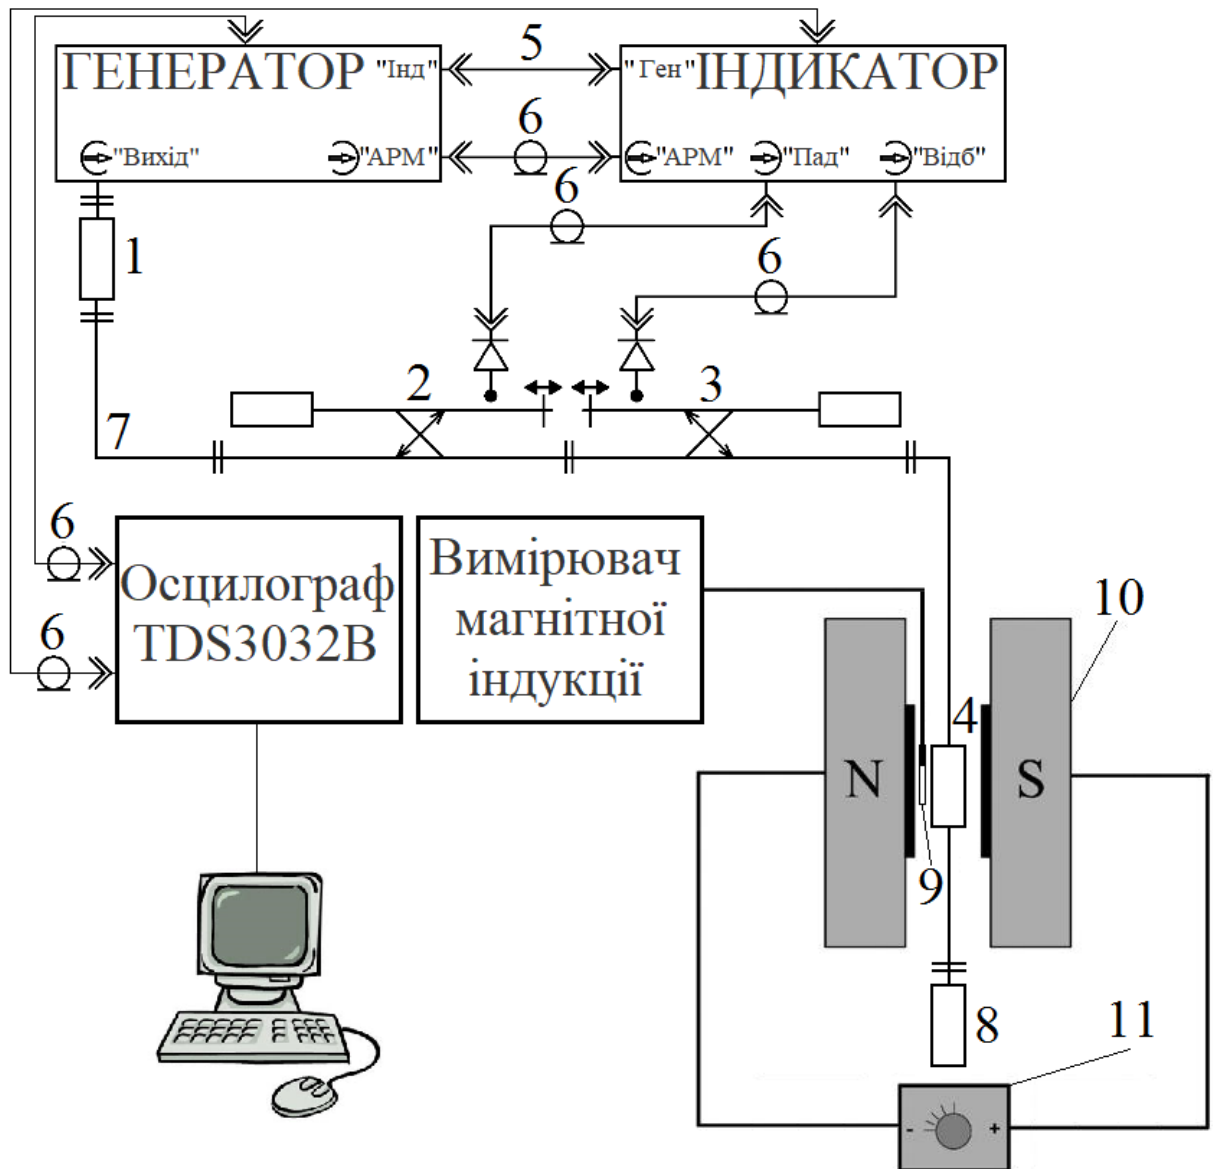 5
ГЕНЕРАТОР "Інд"
"Ген" ІНДИКАТОР
6
"Вихід" "АРМ"
"АРМ" "Пад" "Відб"
6
1
6
2
3
7
6
Осцилограф
TDS3032B
6
Вимірювач
магнітної
індукції
10
4
N
S
9
8
11
- +